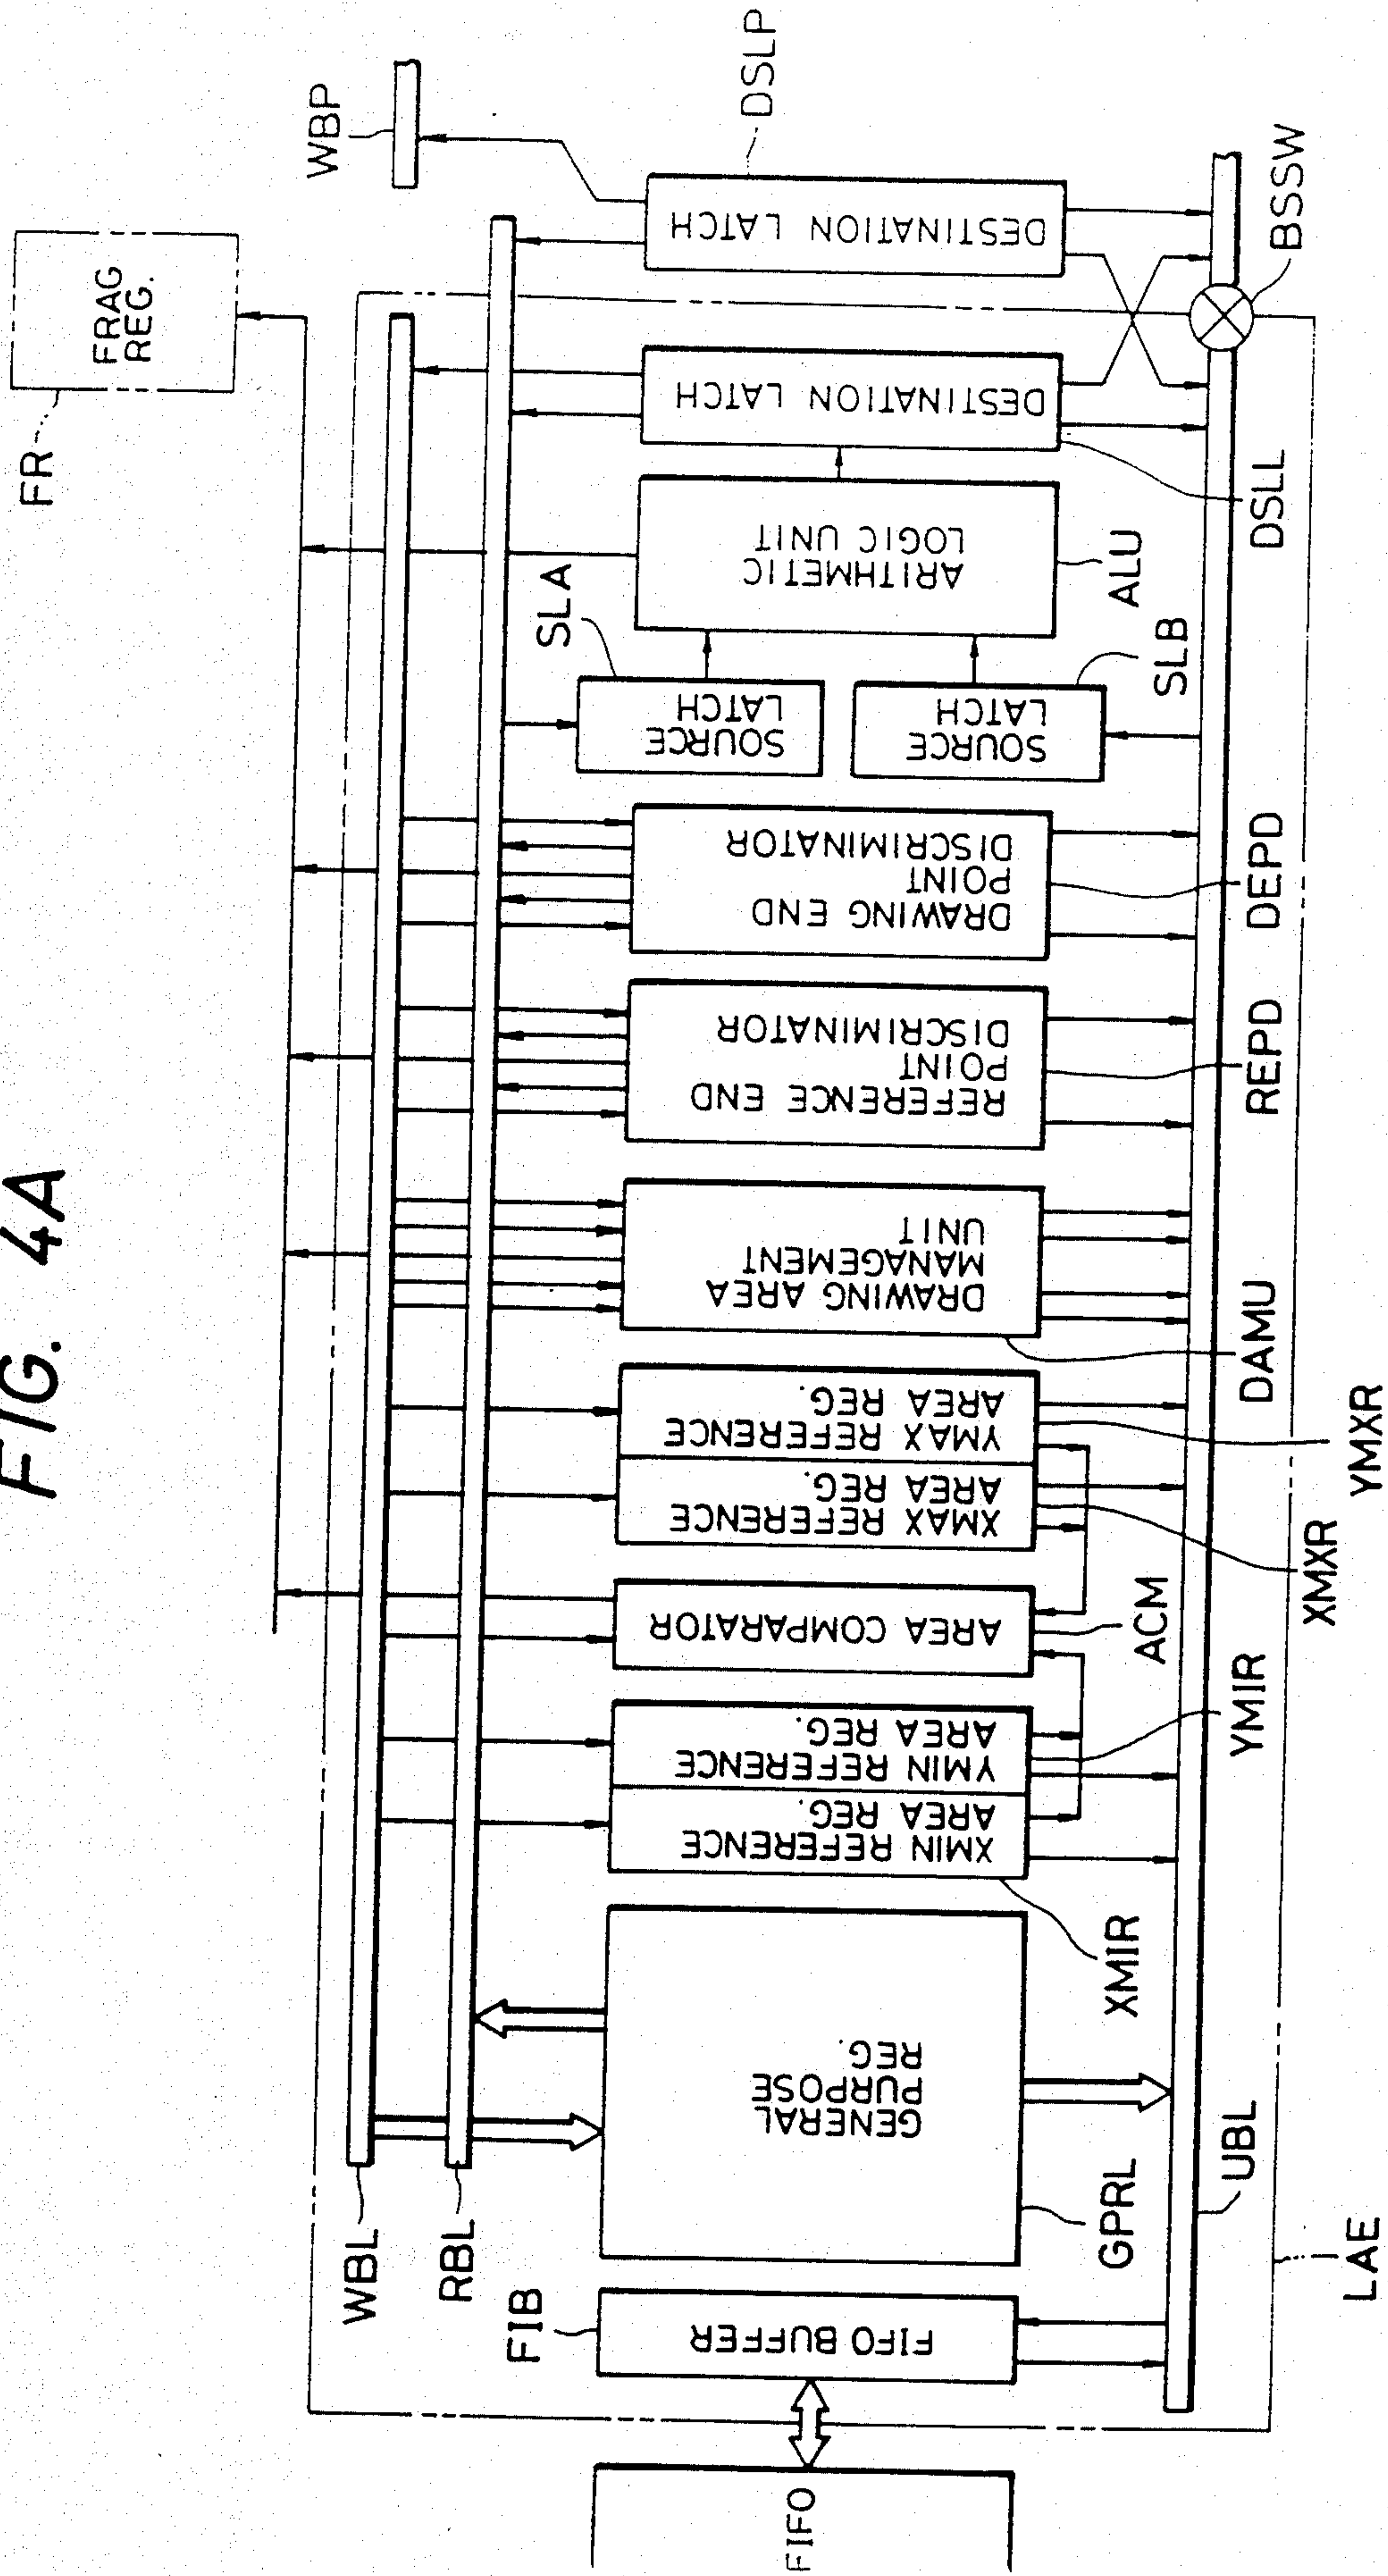 FIG. 4A
FR
FRAG
REG.
WBP
DSLP
WBL
RBL
FIB
FIFO
FIFO BUFFER
GENERAL
PURPOSE
REG.
GPRL
UBL
LAE
XMIN REFERENCE
AREA REG.
XMIR
YMIN REFERENCE
AREA REG.
YMIR
AREA COMPARATOR
ACM
XMAX REFERENCE
AREA REG.
XMXR
YMAX REFERENCE
AREA REG.
YMXR
DRAWING AREA
MANAGEMENT
UNIT
DAMU
REFERENCE END
POINT
DISCRIMINATOR
REPD
DRAWING END
POINT
DISCRIMINATOR
DEPD
SLA
SOURCE
LATCH
SOURCE
LATCH
SLB
ARITHMETIC
LOGIC UNIT
ALU
DESTINATION LATCH
DSLL
DESTINATION LATCH
BSSW